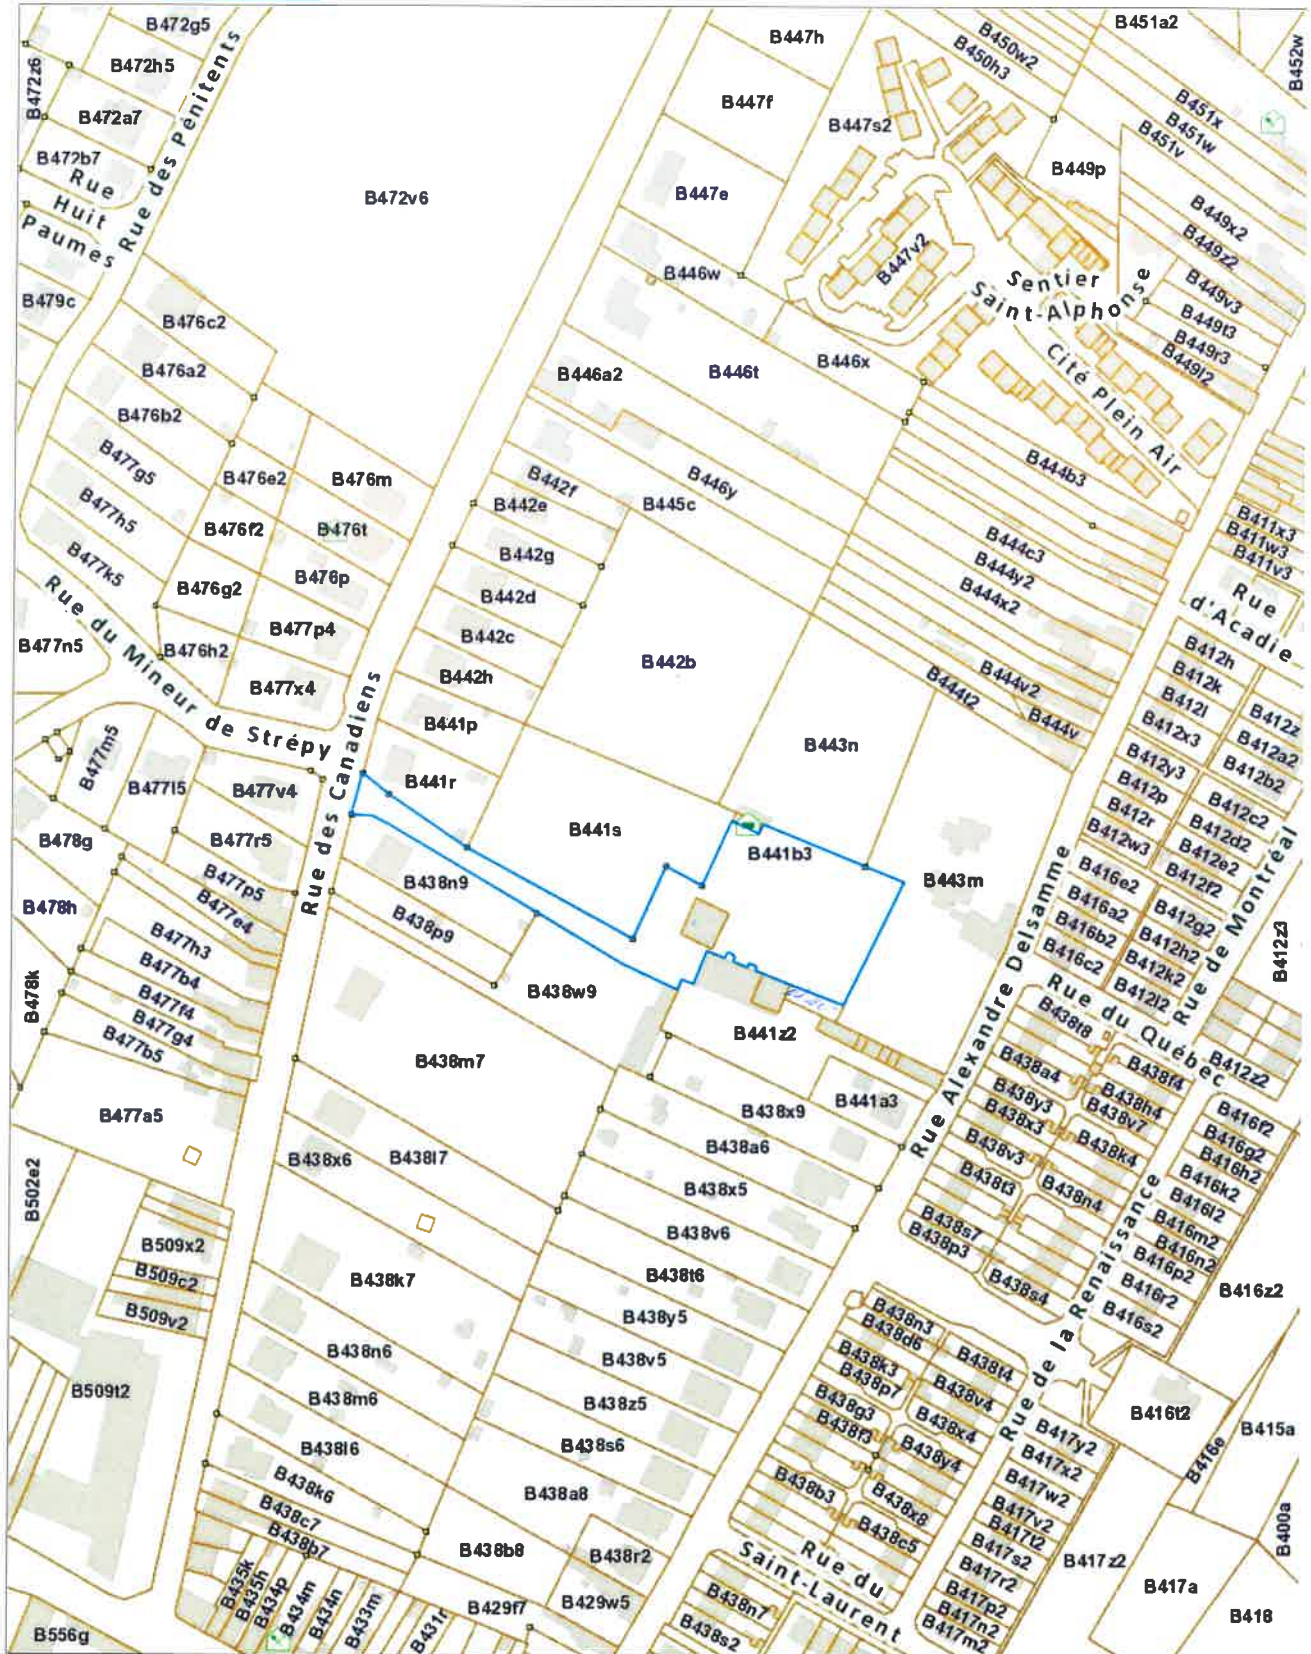 B472g5
B447h
B450w2
B451a2
B452w
B472z6
B472h5
B450h3
B447f
B472a7
B447s2
B451x
B451w
B451v
B472b7
Rue
Huit
Paumes
Rue des Pénitents
B472v6
B447e
B449p
B449x2
B447v2
B449z2
B446w
Sentier
Saint-Alphonse
B479c
B449v3
B476c2
B449t3
B449r3
B449l2
B476a2
B446a2
B446t
B446x
Cité Plein Air
B476b2
B477g5
B476e2
B476m
B442f
B446y
B444b3
B442e
B445c
B477h5
B476f2
B476t
B411x3
B411w3
B411v3
B442g
B444c3
B477k5
B476g2
B476p
B442d
B444y2
B444x2
Rue
d'Acadie
Rue du Mineur de Strépy
B477n5
B476h2
B477p4
B442c
B442b
B412h
B477x4
B442h
B444v2
B444t2
B444v
B412k
B412l
B412z
B441p
B443n
B412x3
B412a2
B477m5
B412y3
B412b2
B477l5
B477v4
B441r
B412p
B412c2
B478g
B477r5
B441s
B441b3
B412r
B412d2
B412w3
B412e2
B477p5
B438n9
B443m
B416e2
B412f2
B478h
B477e4
B438p9
B416a2
B412g2
B477h3
B416b2
B412h2
B412z3
B477b4
B416c2
B412k2
B478k
B477f4
B438w9
B412l2
B477g4
B441z2
B438t8
Rue du Québec
Rue de Montréal
B477b5
B438m7
B438a4
B438f4
B412z2
Rue des Canadiens
Rue Alexandre Delsamme
B477a5
B438x9
B441a3
B438y3
B438h4
B416f2
B438x3
B438v7
B416g2
B438x6
B438l7
B438a6
B438v3
B438k4
B416h2
B502e2
B438x5
B438t3
B438n4
B416k2
B416l2
B509x2
B438v6
B438s7
B416m2
B438p3
B416n2
B509c2
B438k7
B438t6
B438s4
B416p2
B416r2
B416z2
B509v2
B438y5
B438n3
B416s2
B438n6
B438v5
B438d6
B438k3
B438t4
Rue de la Renaissance
B509t2
B438m6
B438z5
B438p7
B438v4
B416t2
B438g3
B438x4
B415a
B438l6
B438s6
B438f3
B438y4
B417y2
B416e
B417x2
B438k6
B438a8
B438b3
B438x8
B417w2
B438c7
B438c5
B417v2
B400a
B438b7
B438b8
B438r2
Rue du
Saint-Laurent
B417t2
B417s2
B417z2
B435k
B435h
B434p
B434m
B434n
B433m
B431r
B429f7
B429w5
B438n7
B417r2
B417a
B417p2
B418
B556g
B438s2
B417n2
B417m2